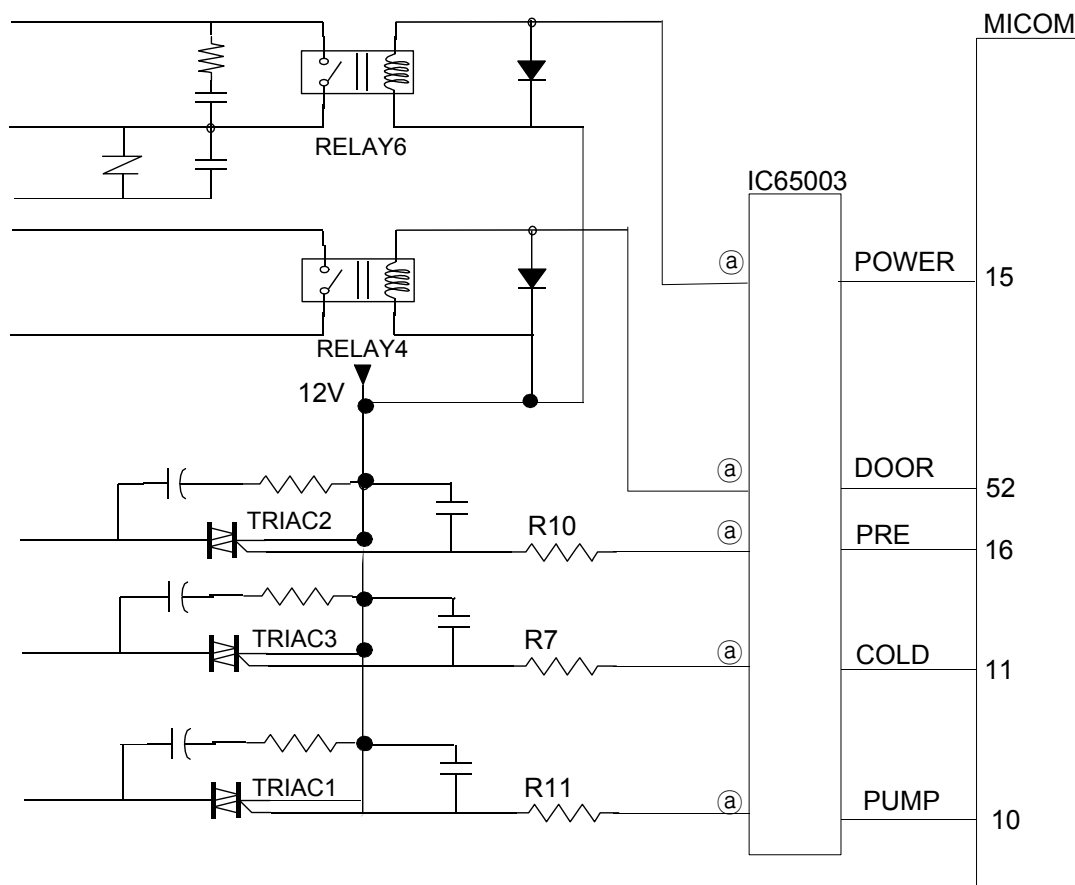 MICOM
RELAY6
IC65003
ⓐ POWER 15
RELAY4
12V
ⓐ DOOR 52
TRIAC2 R10 ⓐ PRE 16
TRIAC3 R7 ⓐ COLD 11
TRIAC1 R11 ⓐ PUMP 10